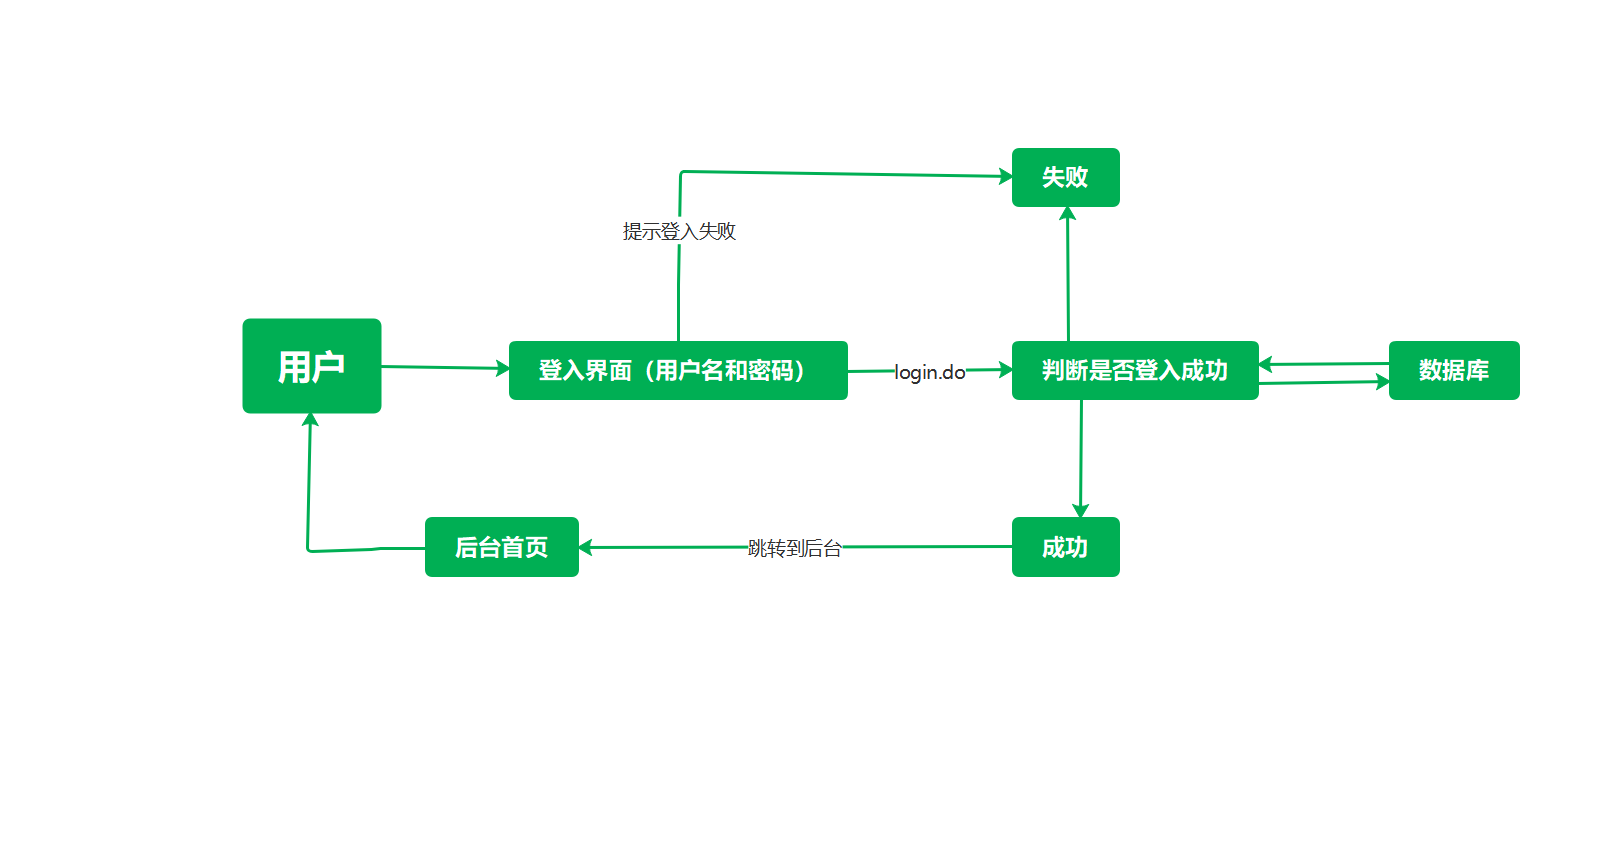 失败
提示登入失败
用户
登入界面（用户名和密码）
login.do
判断是否登入成功
数据库
后台首页
跳转到后台
成功